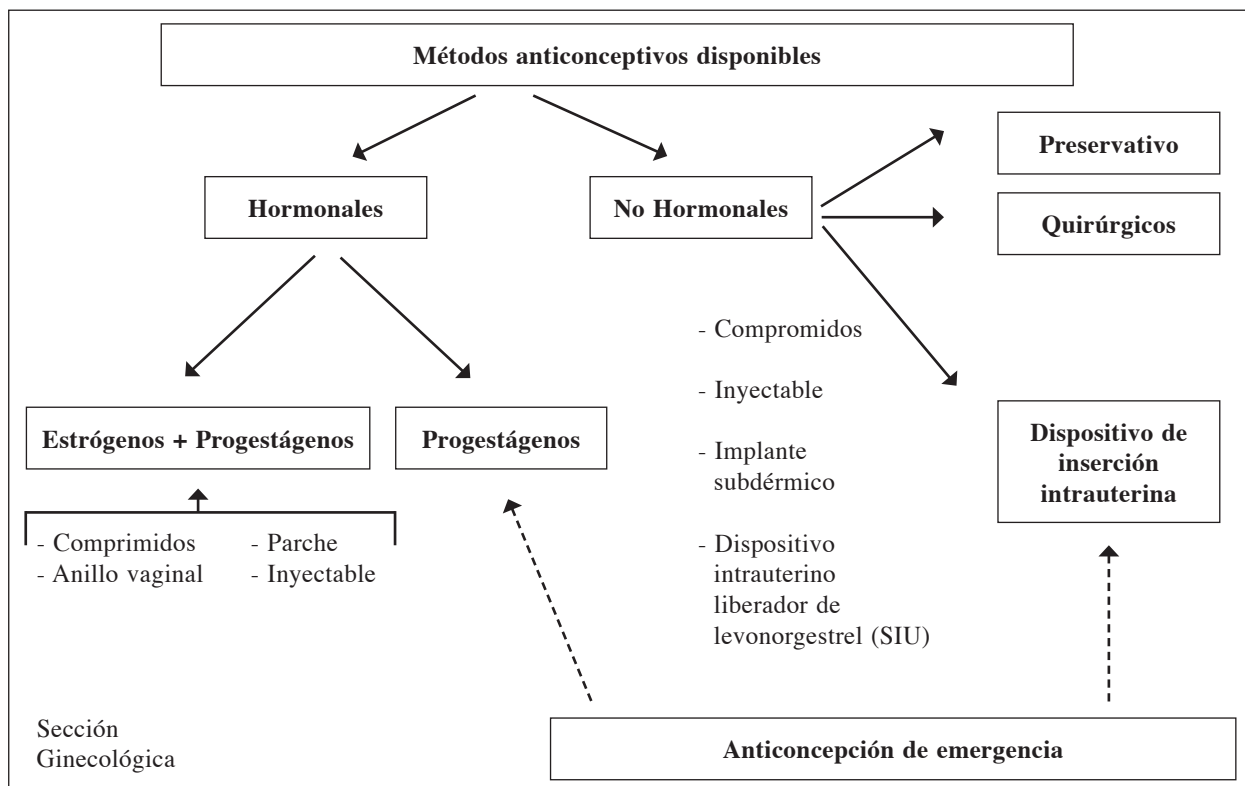 Métodos anticonceptivos disponibles
Hormonales
No Hormonales
Preservativo
Quirúrgicos
Estrógenos + Progestágenos
- Comprimidos
- Anillo vaginal
- Parche
- Inyectable
Progestágenos
- Compromidos
- Inyectable
- Implante
subdérmico
- Dispositivo
intrauterino
liberador de
levonorgestrel (SIU)
Dispositivo de
inserción
intrauterina
Anticoncepción de emergencia
Sección
Ginecológica